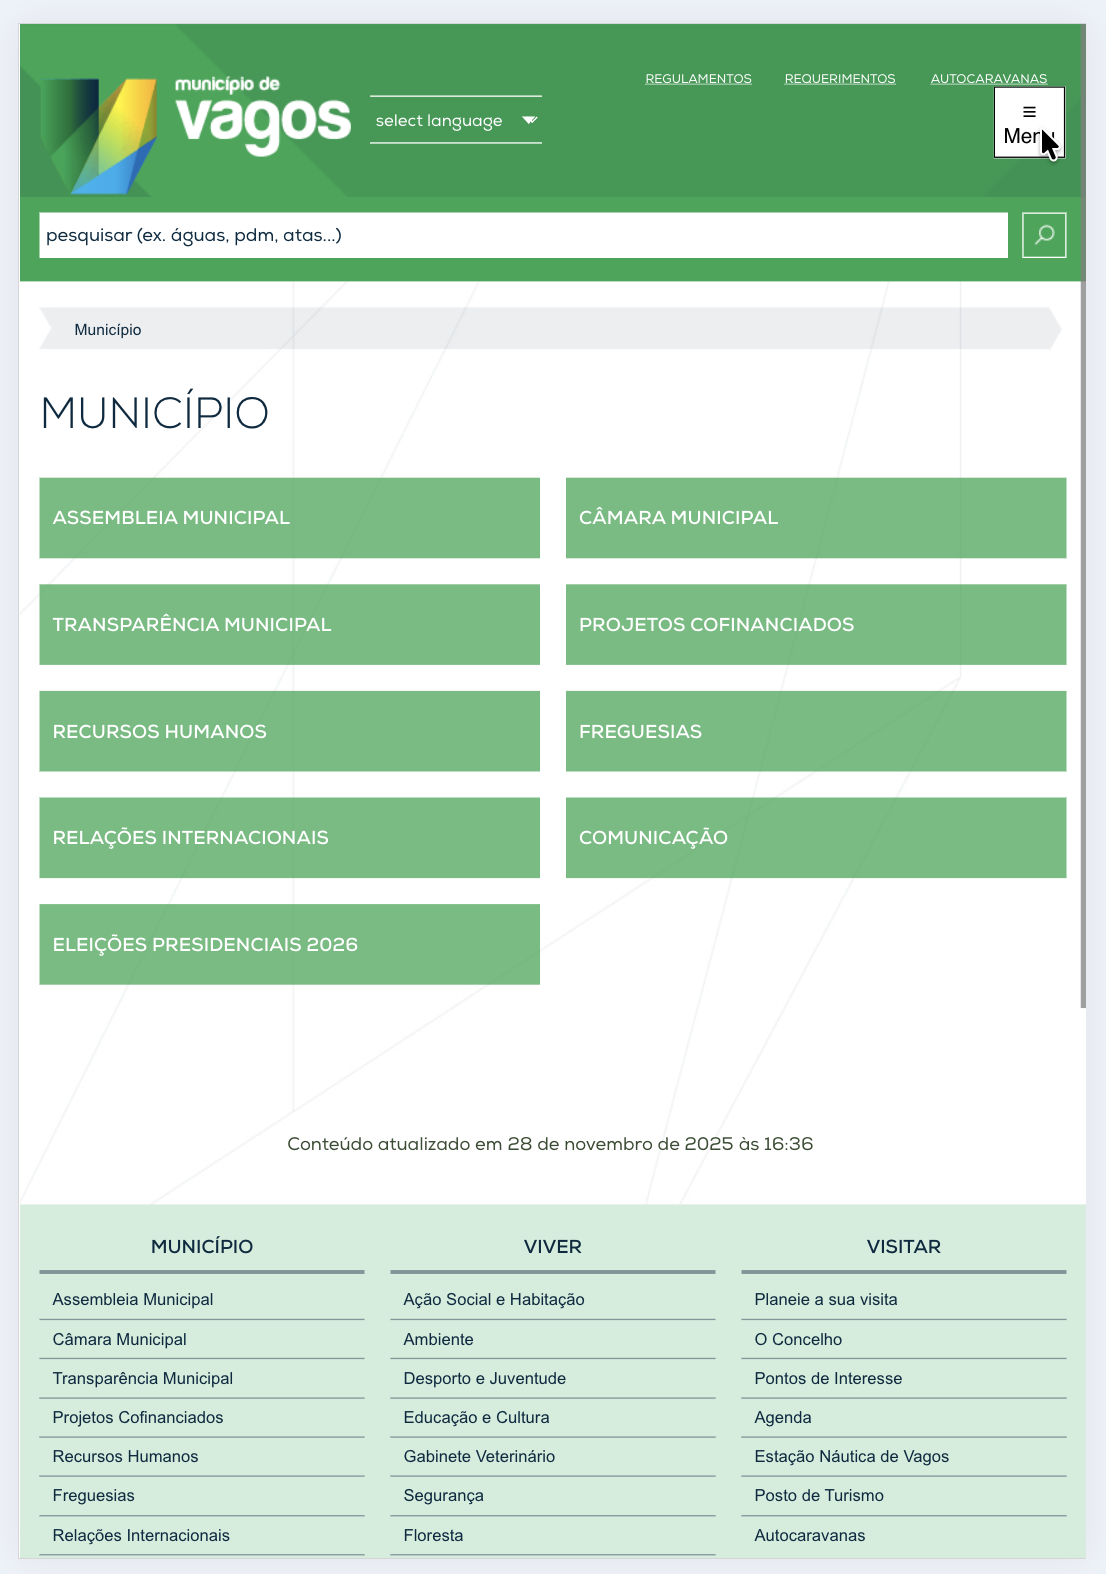 município de
vagos
select language
REGULAMENTOS
REQUERIMENTOS
AUTOCARAVANAS
≡
Menu
pesquisar (ex. águas, pdm, atas...)
Município
MUNICÍPIO
ASSEMBLEIA MUNICIPAL
CÂMARA MUNICIPAL
TRANSPARÊNCIA MUNICIPAL
PROJETOS COFINANCIADOS
RECURSOS HUMANOS
FREGUESIAS
RELAÇÕES INTERNACIONAIS
COMUNICAÇÃO
ELEIÇÕES PRESIDENCIAIS 2026
Conteúdo atualizado em 28 de novembro de 2025 às 16:36
MUNICÍPIO
Assembleia Municipal
Câmara Municipal
Transparência Municipal
Projetos Cofinanciados
Recursos Humanos
Freguesias
Relações Internacionais
VIVER
Ação Social e Habitação
Ambiente
Desporto e Juventude
Educação e Cultura
Gabinete Veterinário
Segurança
Floresta
VISITAR
Planeie a sua visita
O Concelho
Pontos de Interesse
Agenda
Estação Náutica de Vagos
Posto de Turismo
Autocaravanas